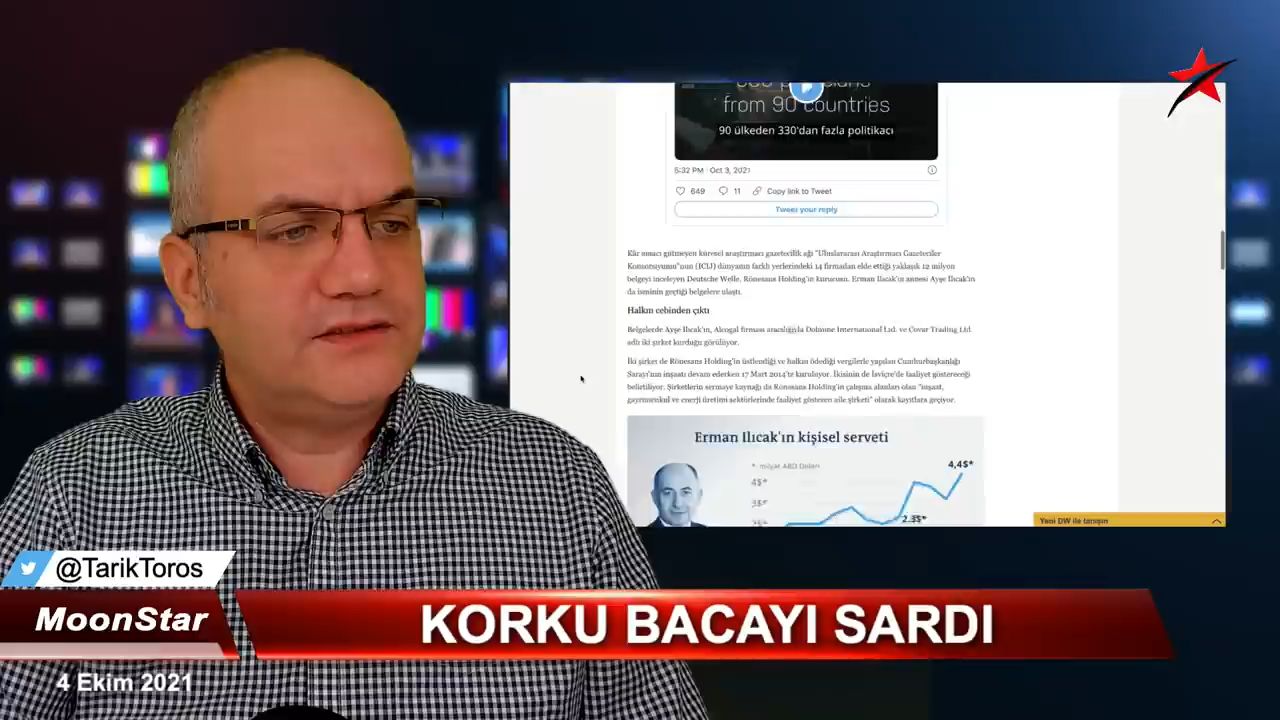 from 90 countries
90 ülkeden 330'dan fazla politikacı
5:32 PM · Oct 3, 2021
649 11 Copy link to Tweet
Tweet your reply
Kâr amacı gütmeyen küresel araştırmacı gazetecilik ağı "Uluslararası Araştırmacı Gazeteciler
Konsorsiyumu"nun (ICIJ) dünyanın farklı yerlerindeki 14 firmadan elde ettiği yaklaşık 12 milyon
belgeyi inceleyen Deutsche Welle, Rönesans Holding'in kurucusu, Erman Ilıcak'ın annesi Ayşe Ilıcak'ın
da isminin geçtiği belgelere ulaştı.
Halkın cebinden çıktı
Belgelerde Ayşe Ilıcak'ın, Alcogal firması aracılığıyla International Ltd. ve Covar Trading Ltd.
adlı iki şirket kurduğu görülüyor.
İki şirket de Rönesans Holding'in üstlendiği ve halkın ödediği vergilerle yapılan Cumhurbaşkanlığı
Sarayı'nın inşaatı devam ederken 17 Mart 2014'te kuruluyor. İkisinin de İsviçre'de faaliyet göstereceği
belirtiliyor. Şirketlerin sermaye kaynağı da Rönesans Holding'in çalışma alanları olan "inşaat,
gayrimenkul ve enerji üretimi sektörlerinde faaliyet gösteren aile şirketi" olarak kayıtlara geçiyor.
Erman Ilıcak'ın kişisel serveti
* milyar ABD Doları
4,4$*
4$*
3$*
2.3$*
Yeni DW ile tanışın
@TarikToros
MoonStar
KORKU BACAYI SARDI
4 Ekim 2021